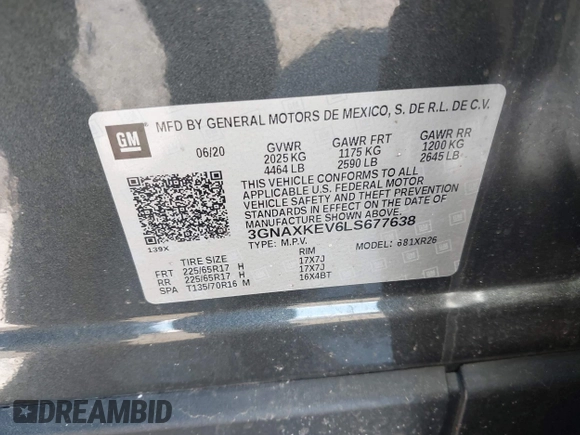 GM
MFD BY GENERAL MOTORS DE MEXICO, S. DE R.L. DE C.V.
06/20 GVWR GAWR FRT GAWR RR
2025 KG 1175 KG 1200 KG
4464 LB 2590 LB 2645 LB
THIS VEHICLE CONFORMS TO ALL
APPLICABLE U.S. FEDERAL MOTOR
VEHICLE SAFETY AND THEFT PREVENTION
STANDARDS IN EFFECT ON THE DATE OF
MANUFACTURE SHOWN ABOVE.
139X 3GNAXKEV6LS677638
TYPE: M.P.V. MODEL: 681XR26
TIRE SIZE RIM
FRT 225/65R17 H 17X7J
RR 225/65R17 H 17X7J
SPA T135/70R16 M 16X4BT
DREAMBID